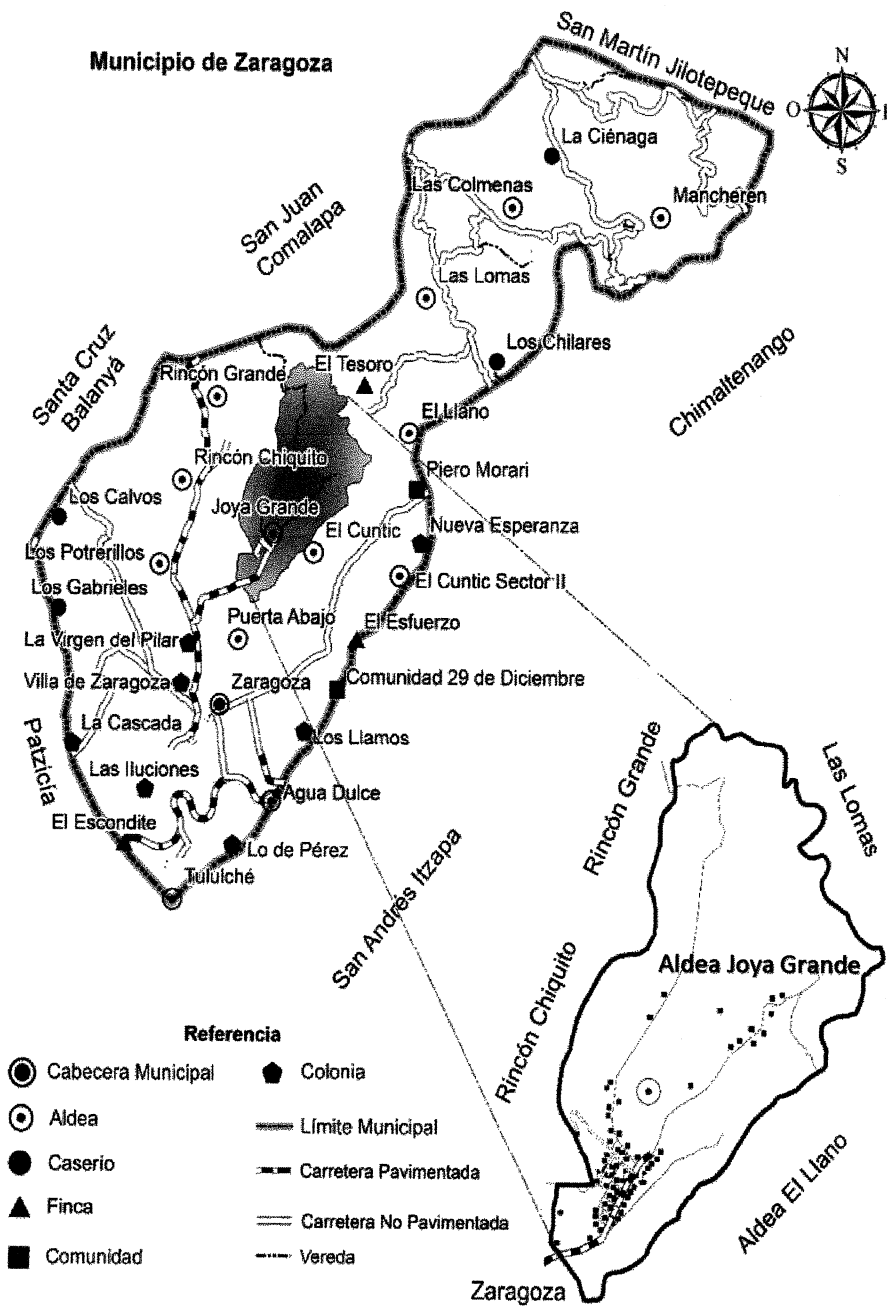 Municipio de Zaragoza
San Martín Jilotepeque
N
O
E
S
La Ciénaga
Las Colmenas
Mancheren
San Juan
Comalapa
Las Lomas
Santa Cruz
Balanyá
Los Chilares
El Tesoro
Rincón Grande
Chimaltenango
El Llano
Rincón Chiquito
Piero Morari
Los Calvos
Joya Grande
El Cuntic
Nueva Esperanza
Los Potrerillos
El Cuntic Sector II
Los Gabrieles
Puerta Abajo
El Esfuerzo
La Virgen del Pilar
Villa de Zaragoza
Zaragoza
Comunidad 29 de Diciembre
La Cascada
Los Llamos
Patzicía
Las Iluciones
Agua Dulce
El Escondite
Lo de Pérez
Tululché
San Andrés Itzapa
Rincón Grande
Las Lomas
Aldea Joya Grande
Rincón Chiquito
Aldea El Llano
Zaragoza
Referencia
Cabecera Municipal
Colonia
Aldea
Límite Municipal
Caserio
Carretera Pavimentada
Finca
Carretera No Pavimentada
Comunidad
Vereda